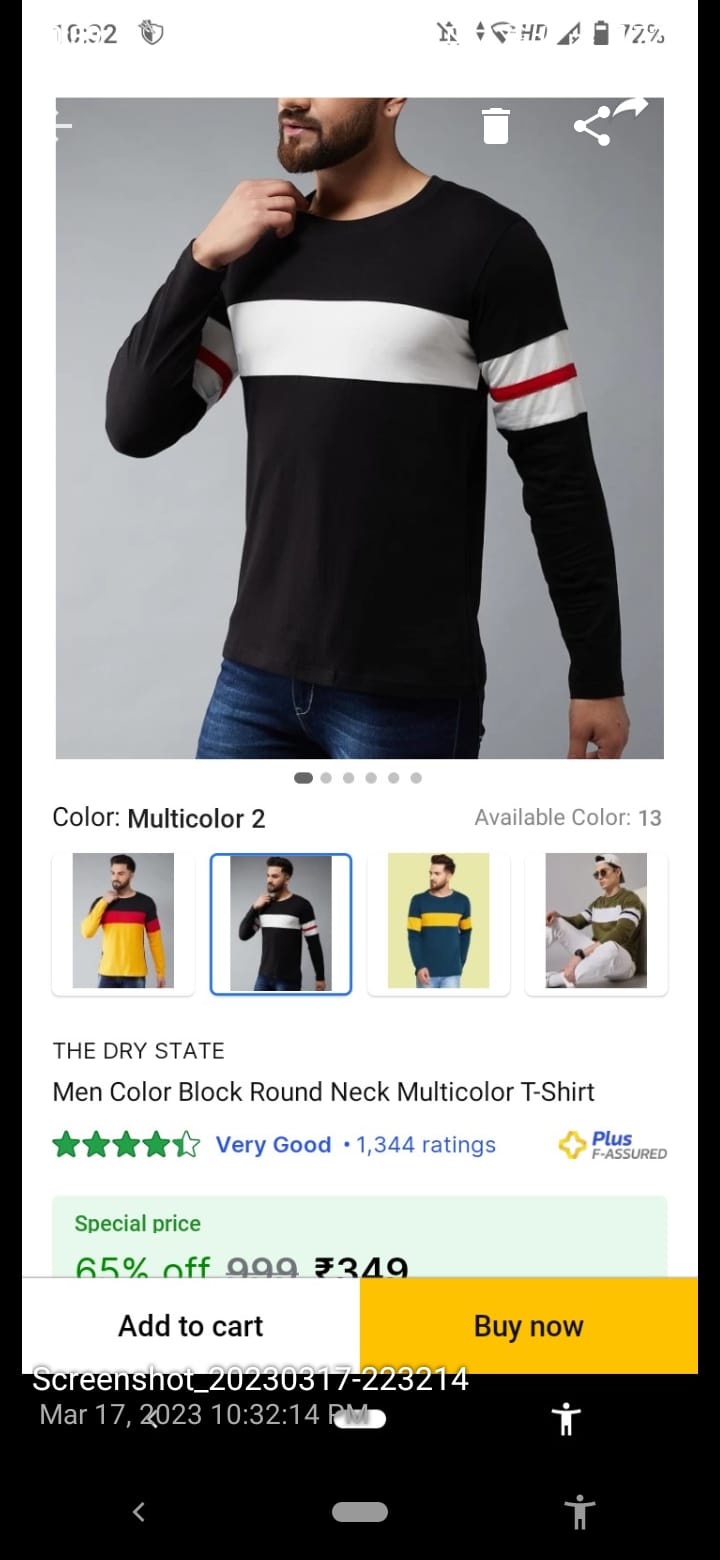 10:32 HD 72%
Color: Multicolor 2 Available Color: 13
THE DRY STATE
Men Color Block Round Neck Multicolor T-Shirt
Very Good • 1,344 ratings Plus
F-ASSURED
Special price
65% off 999 ₹349
Add to cart Buy now
Screenshot_20230317-223214
Mar 17, 2023 10:32:14 PM